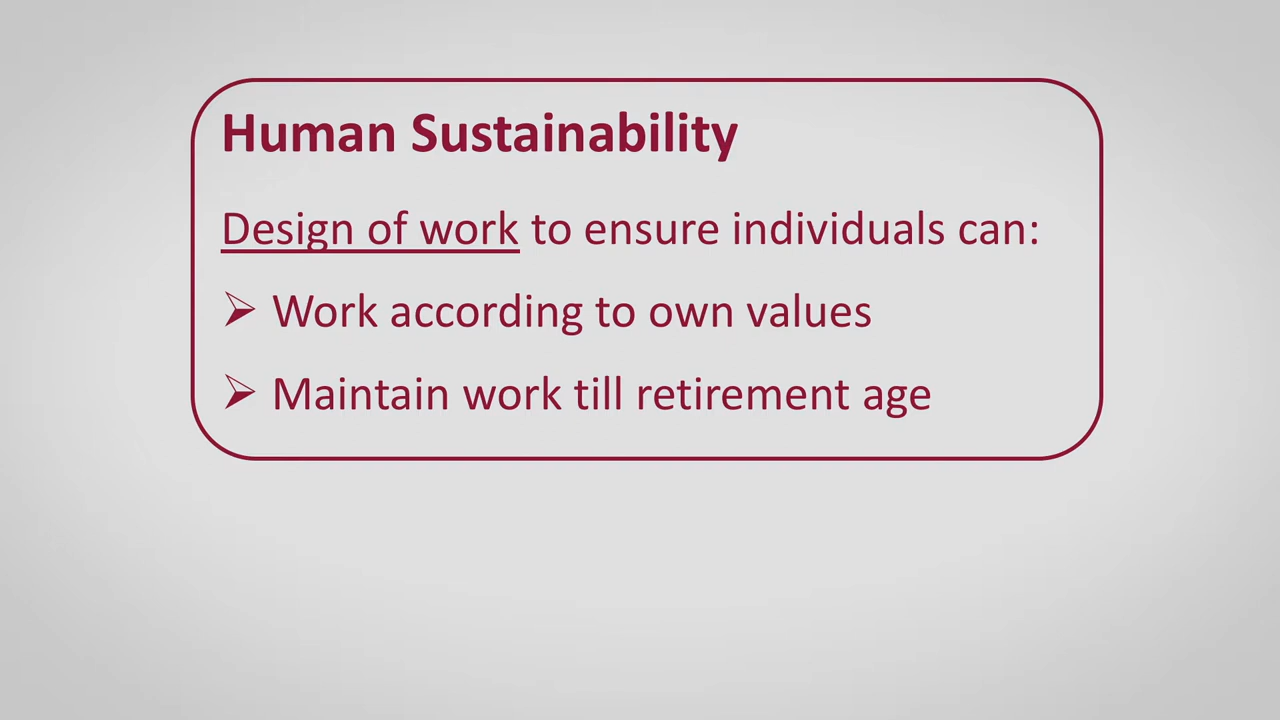 Human Sustainability
Design of work to ensure individuals can:
➢ Work according to own values
➢ Maintain work till retirement age